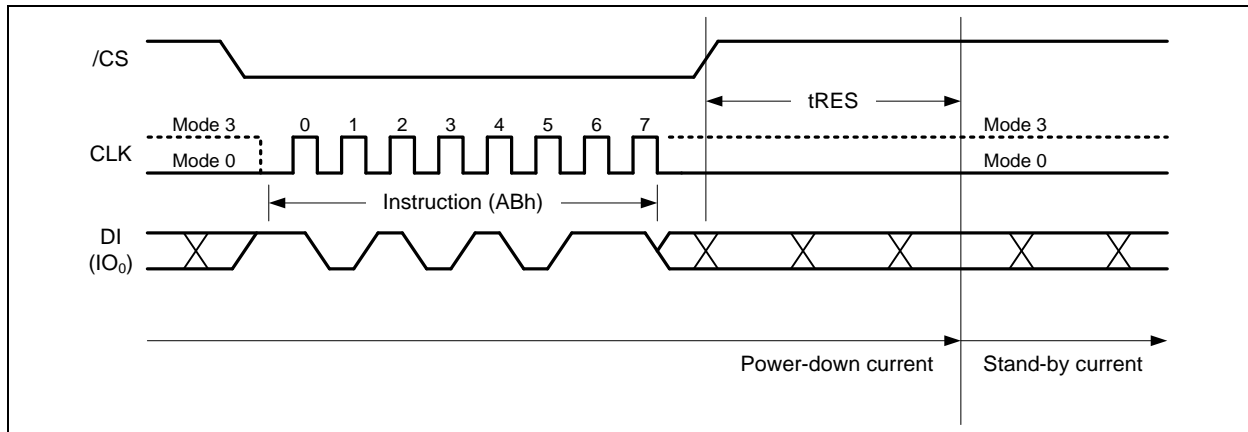 /CS
tRES
Mode 3 0 1 2 3 4 5 6 7 Mode 3
CLK
Mode 0 Mode 0
Instruction (ABh)
DI
(IO₀)
Power-down current Stand-by current